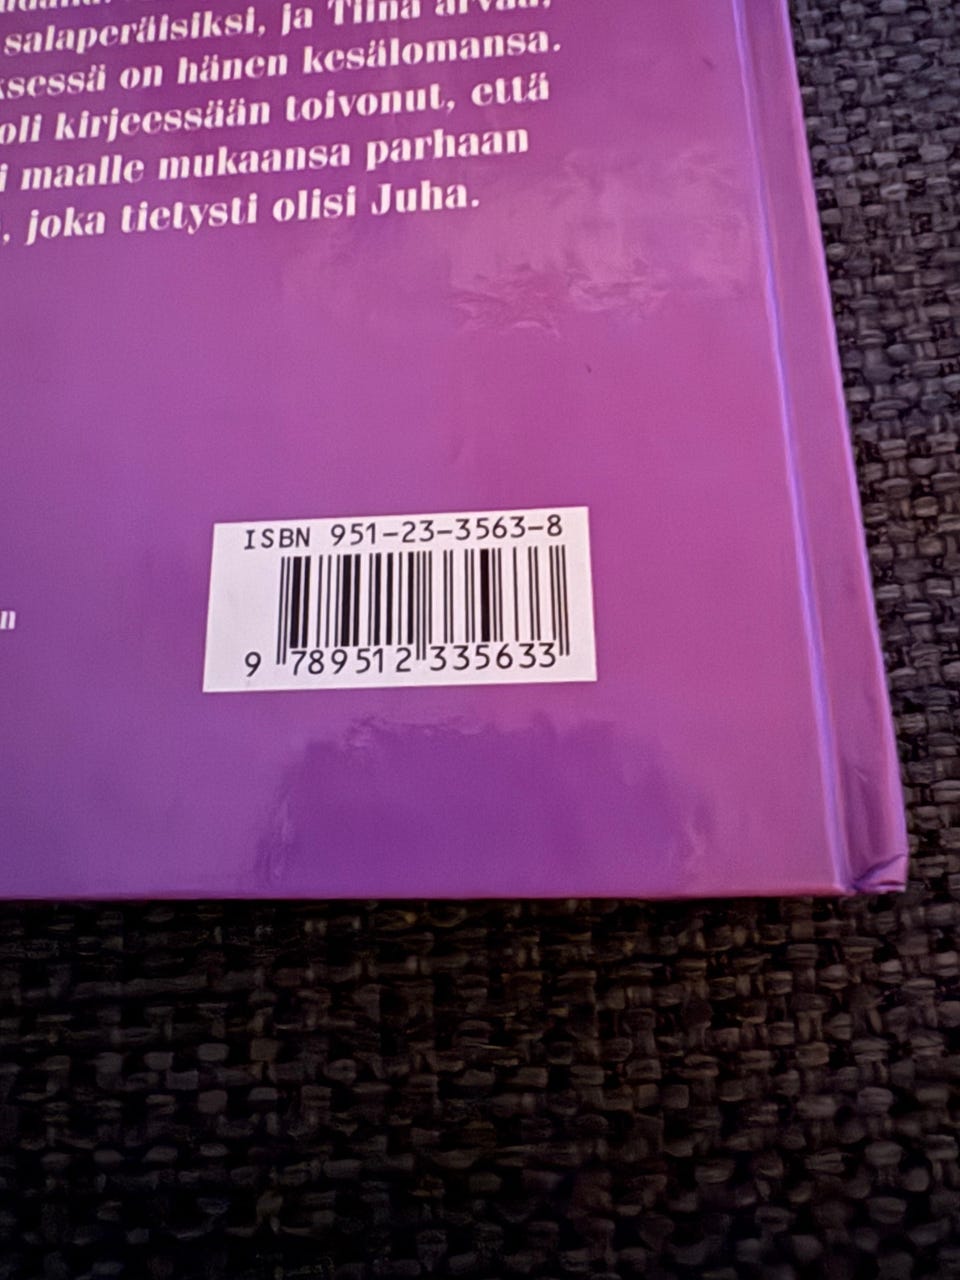 salaperäisiksi, ja Tiina arvaa,
on hänen kesälomansa.
oli kirjeessään toivonut, että
maalle mukaansa parhaan
, joka tietysti olisi Juha.
n
ISBN 951-23-3563-8
9 789512 335633